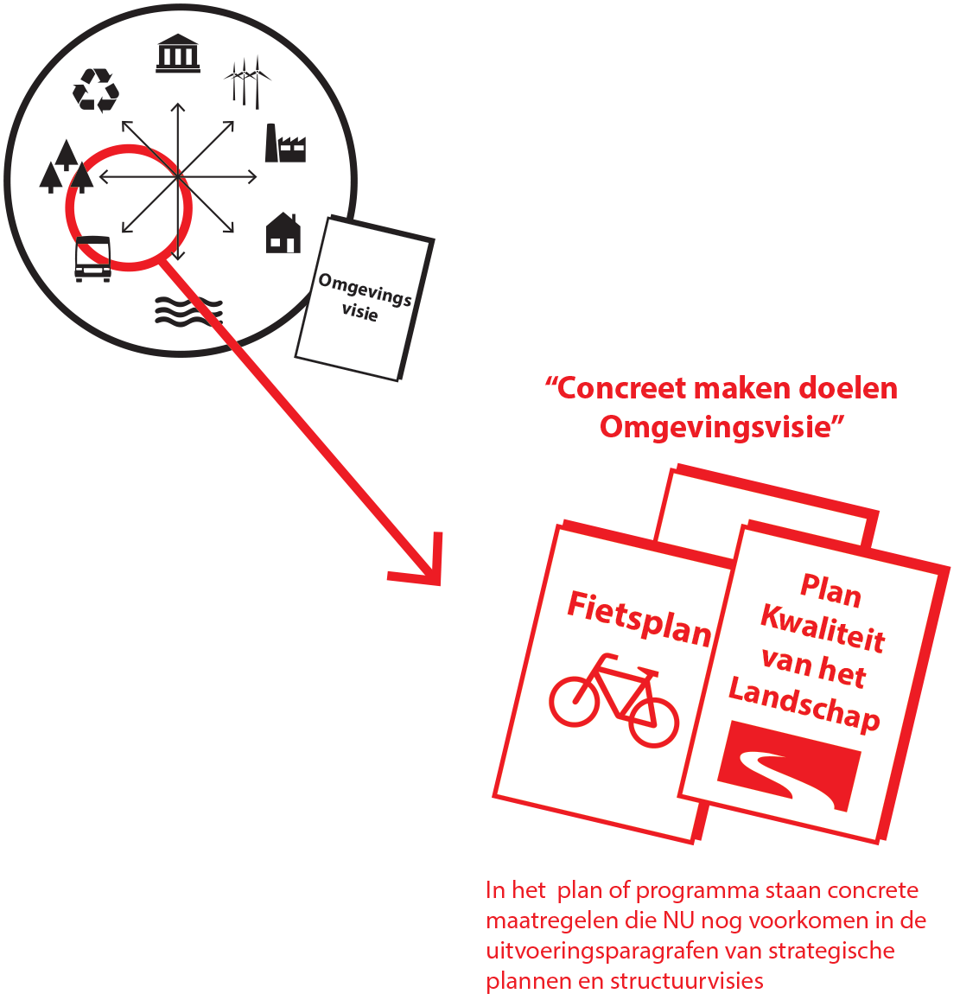 Omgevings
visie
“Concreet maken doelen
Omgevingsvisie”
Fietsplan
Plan
Kwaliteit
van het
Landschap
In het  plan of programma staan concrete
maatregelen die NU nog voorkomen in de
uitvoeringsparagrafen van strategische
plannen en structuurvisies